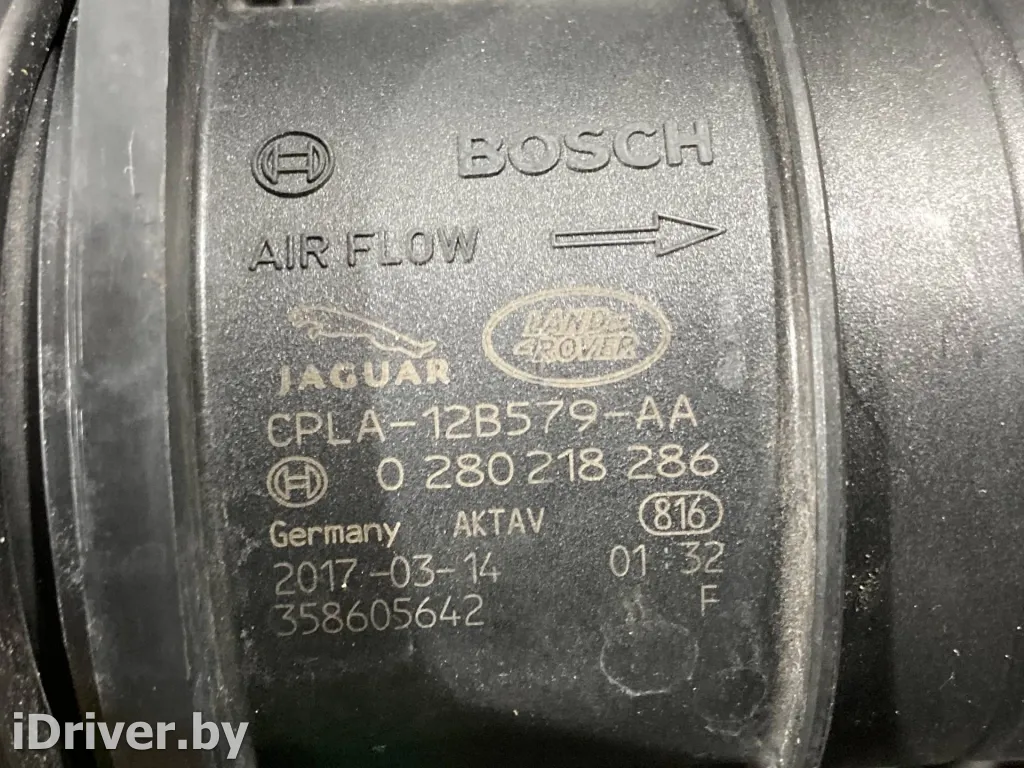 BOSCH
AIR FLOW
JAGUAR
LAND ROVER
CPLA-12B579-AA
0 280 218 286
Germany AKTAV 816
2017-03-14 01:32
358605642 F
iDriver.by